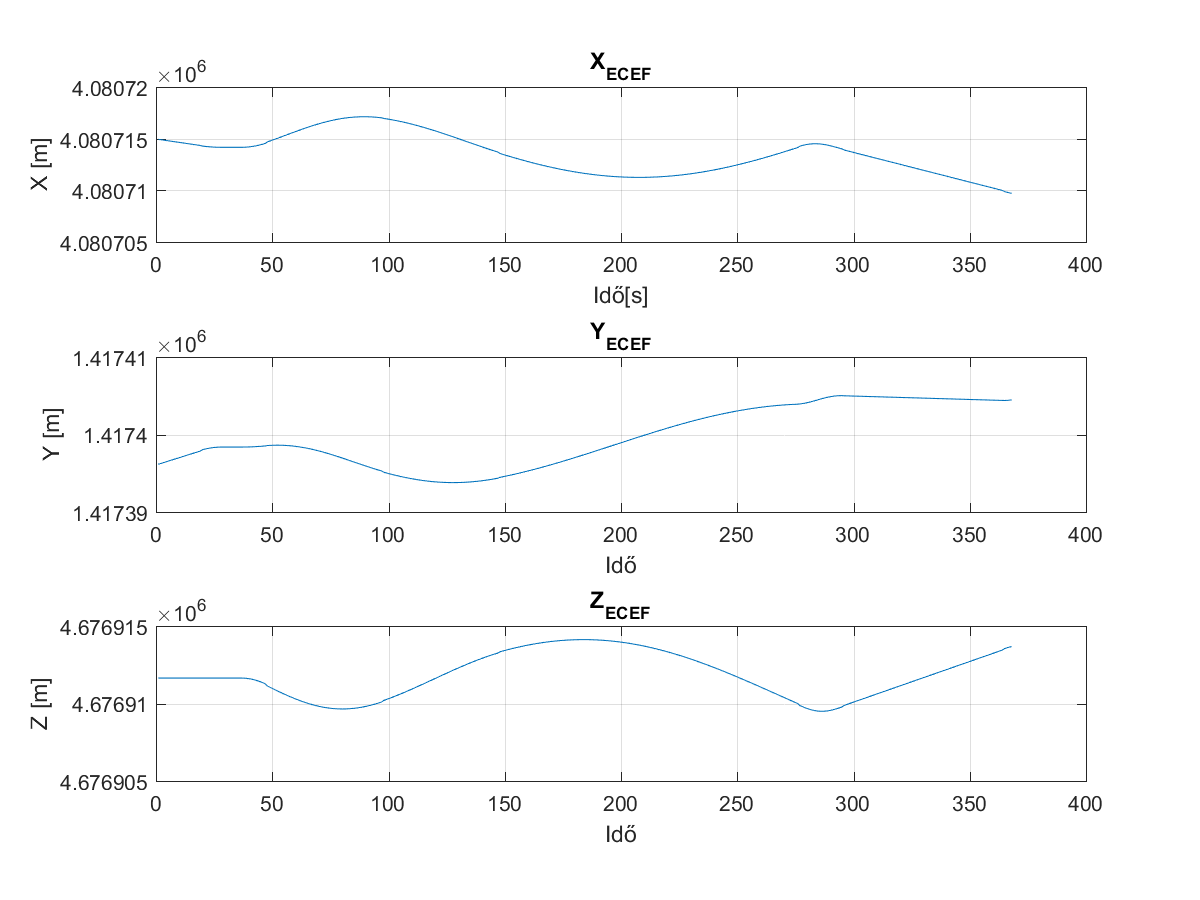 X_ECEF
×10^6
4.08072
4.080715
4.08071
4.080705
X [m]
0 50 100 150 200 250 300 350 400
Idő[s]
Y_ECEF
×10^6
1.41741
1.4174
1.41739
Y [m]
0 50 100 150 200 250 300 350 400
Idő
Z_ECEF
×10^6
4.676915
4.67691
4.676905
Z [m]
0 50 100 150 200 250 300 350 400
Idő